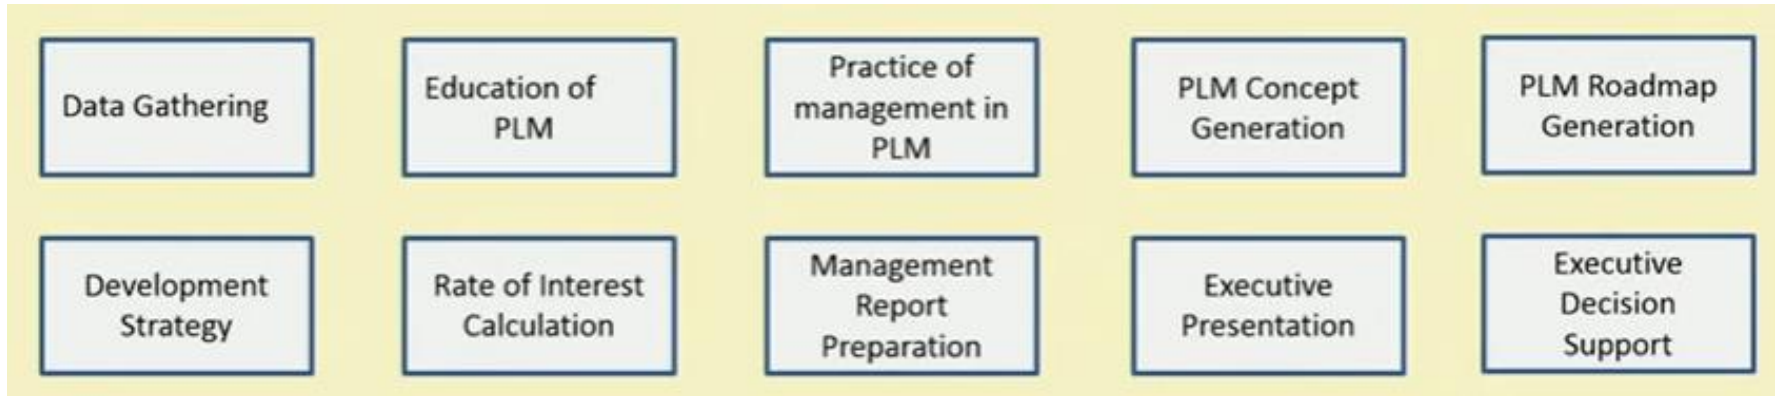 Data Gathering
Education of
PLM
Practice of
management in
PLM
PLM Concept
Generation
PLM Roadmap
Generation
Development
Strategy
Rate of Interest
Calculation
Management
Report
Preparation
Executive
Presentation
Executive
Decision
Support